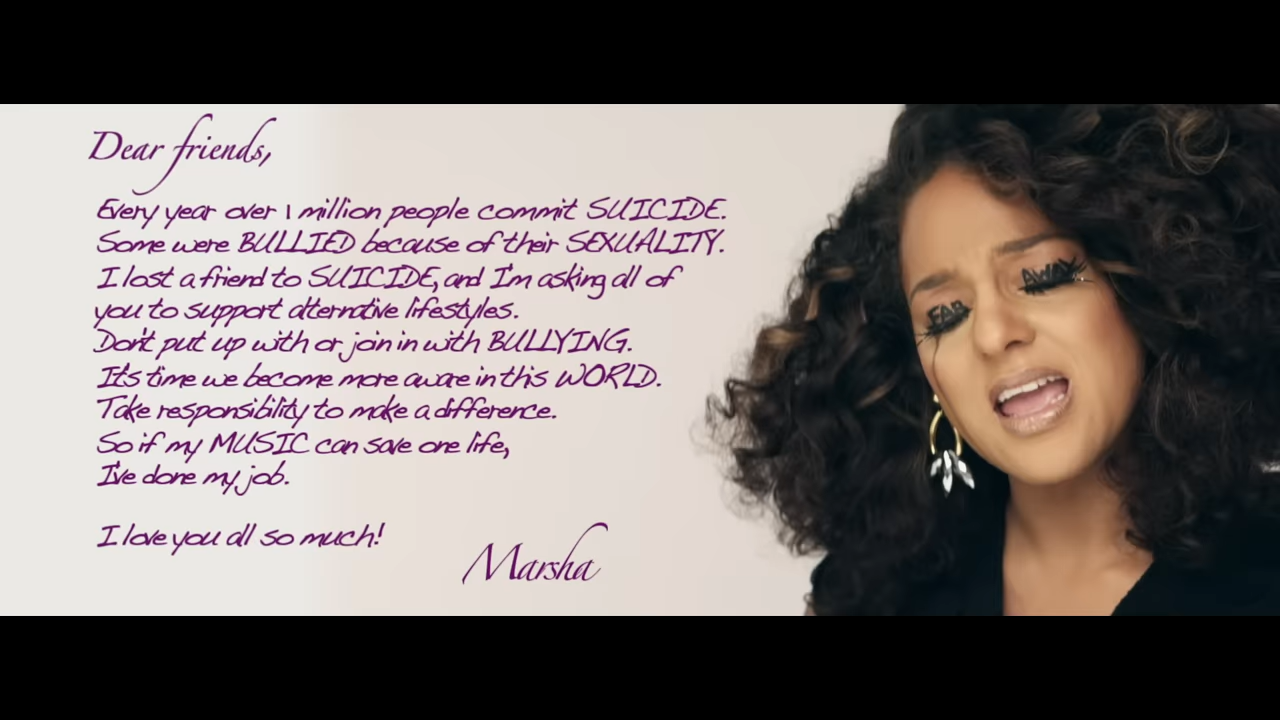 Dear friends,
Every year over 1 million people commit SUICIDE.
Some were BULLIED because of their SEXUALITY.
I lost a friend to SUICIDE, and I'm asking all of
you to support alternative lifestyles.
Don't put up with or join in with BULLYING.
It's time we become more aware in this WORLD.
Take responsibility to make a difference.
So if my MUSIC can save one life,
I've done my job.
I love you all so much!
Marsha
FAR
AWAY